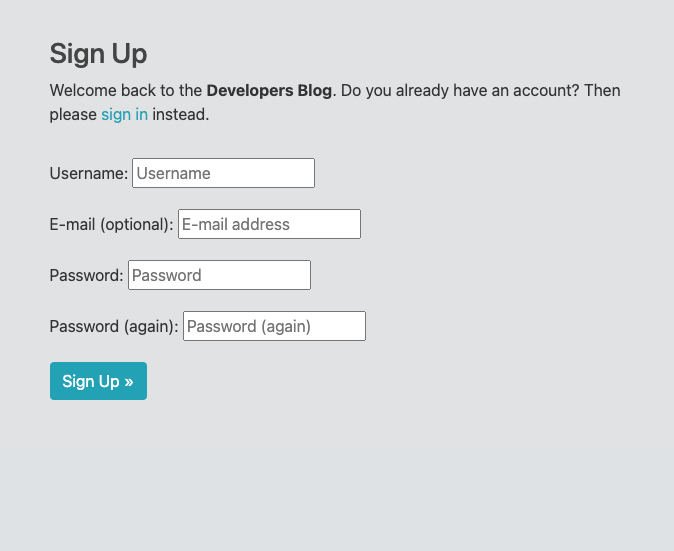 Sign Up
Welcome back to the Developers Blog. Do you already have an account? Then
please sign in instead.
Username: Username
E-mail (optional): E-mail address
Password: Password
Password (again): Password (again)
Sign Up »